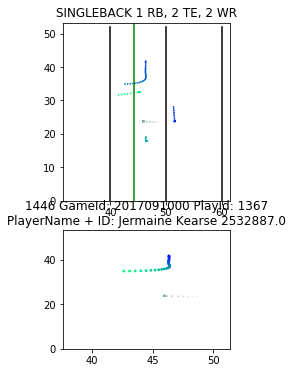 SINGLEBACK 1 RB, 2 TE, 2 WR
50
40
30
20
10
0
40 50 60
1446 GameId: 2017091000 PlayId: 1367
PlayerName + ID: Jermaine Kearse 2532887.0
40
20
0
40 45 50